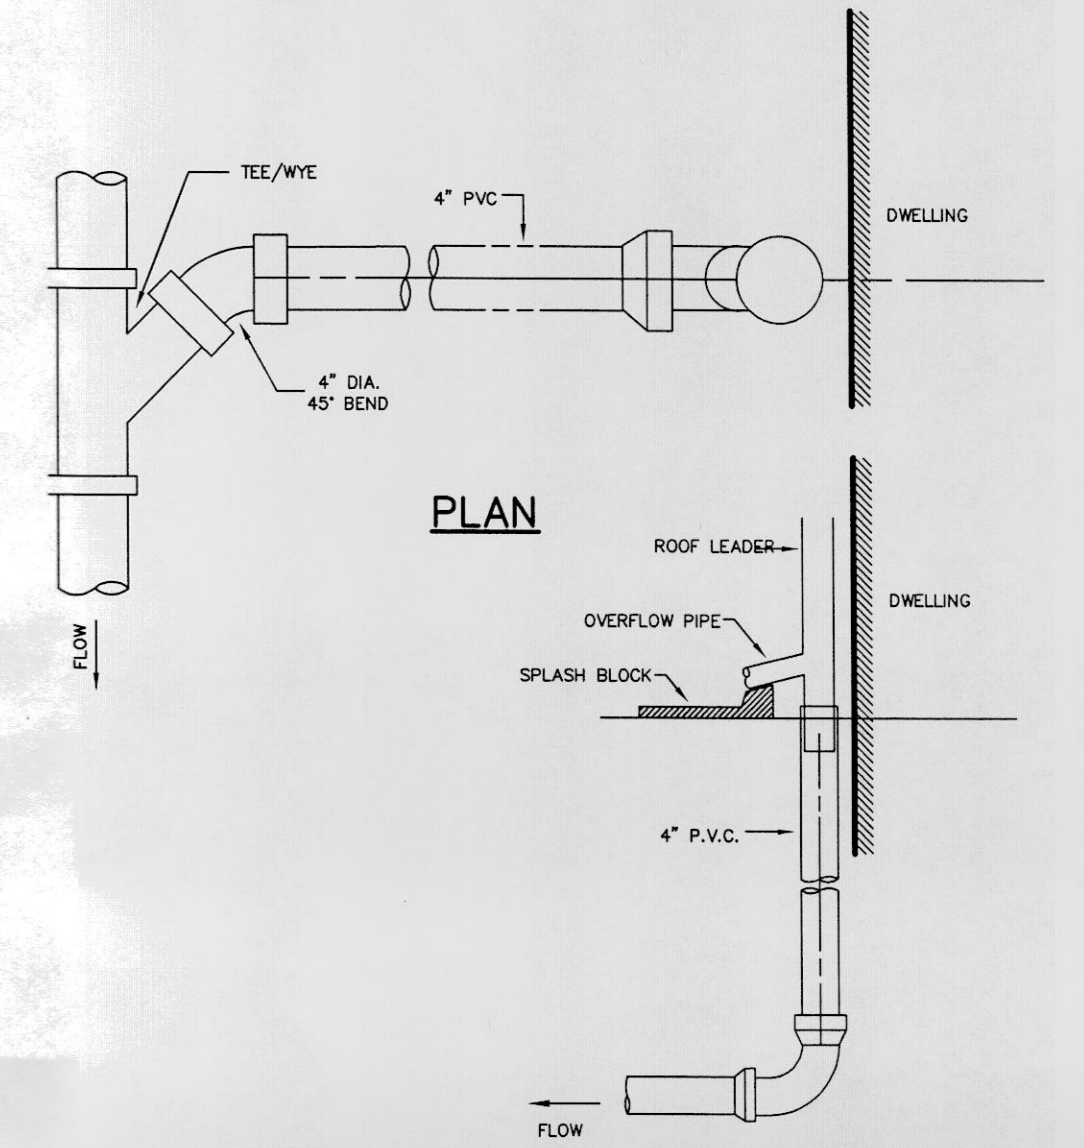 TEE/WYE
4" PVC
DWELLING
4" DIA.
45° BEND
PLAN
ROOF LEADER
DWELLING
OVERFLOW PIPE
FLOW
SPLASH BLOCK
4" P.V.C.
FLOW